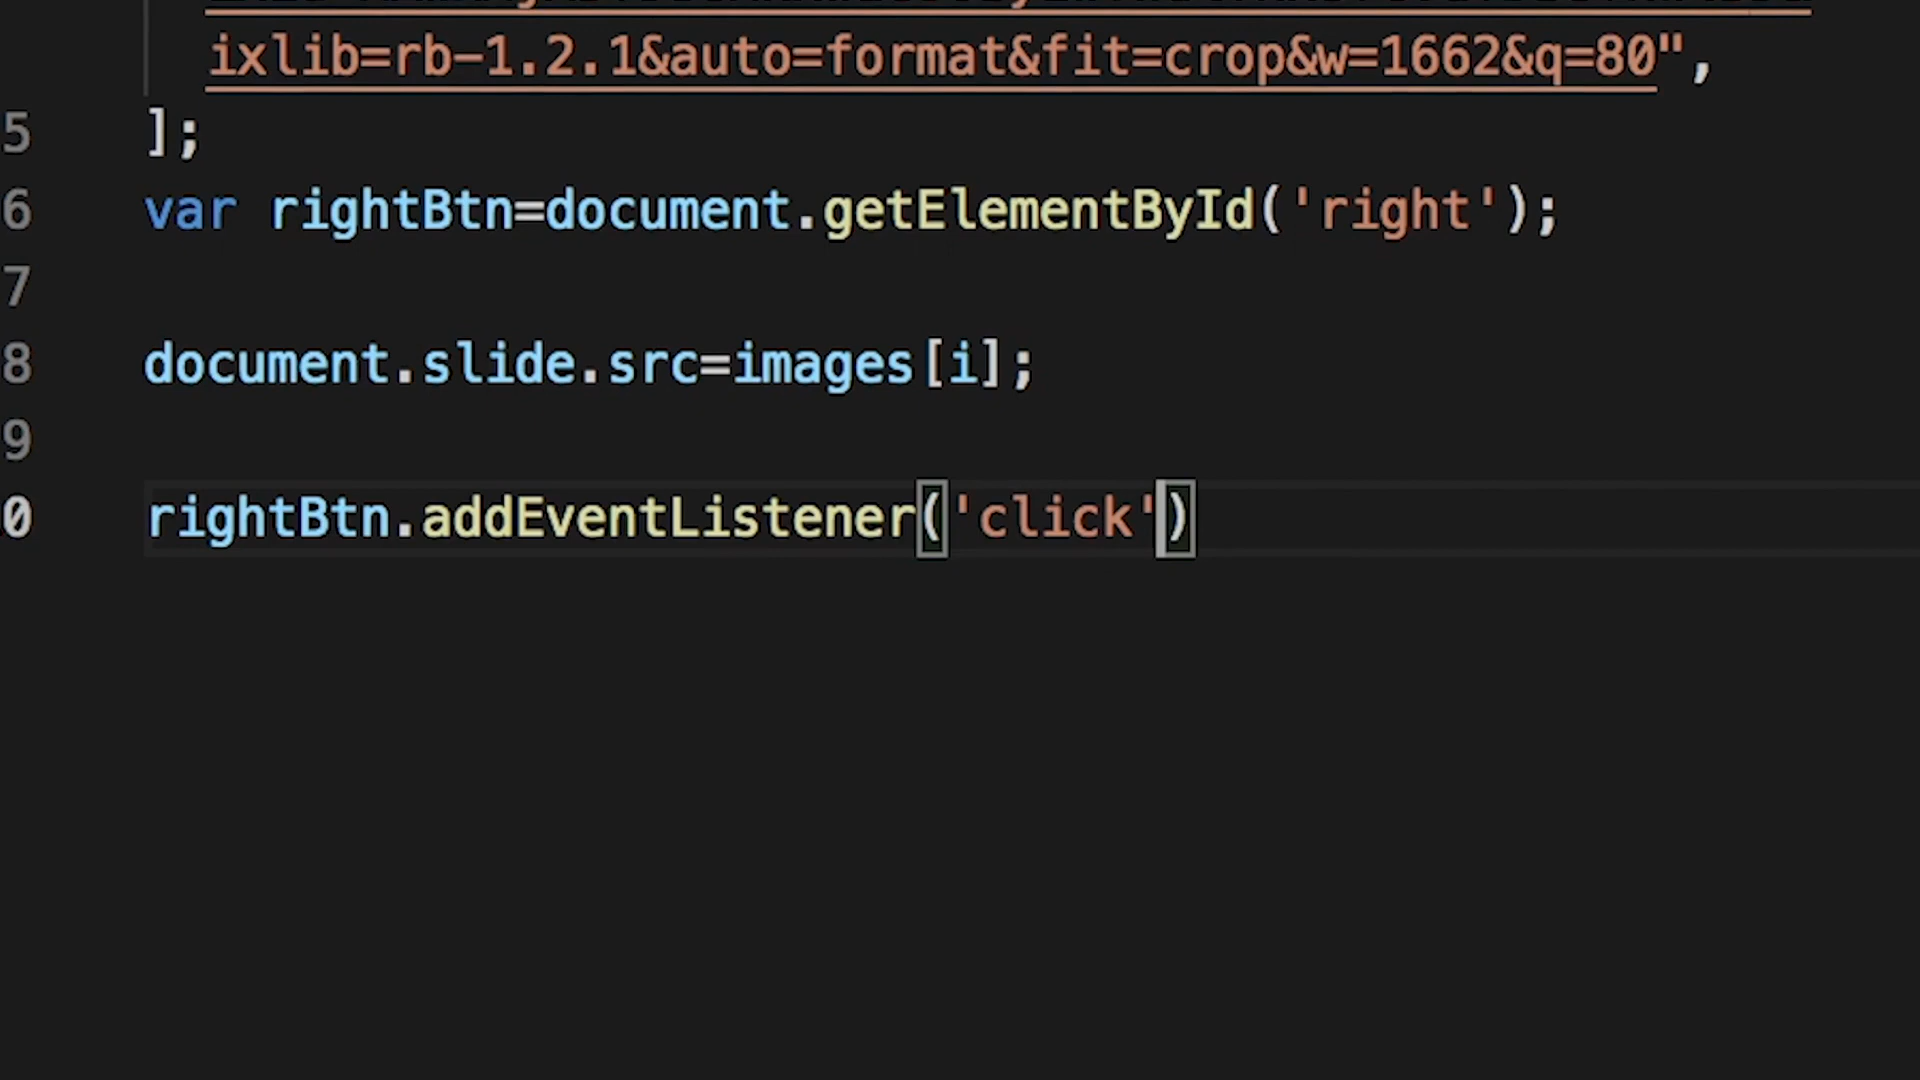 ixlib=rb-1.2.1&auto=format&fit=crop&w=1662&q=80",
5 ];
6 var rightBtn=document.getElementById('right');
7
8 document.slide.src=images[i];
9
0 rightBtn.addEventListener('click')